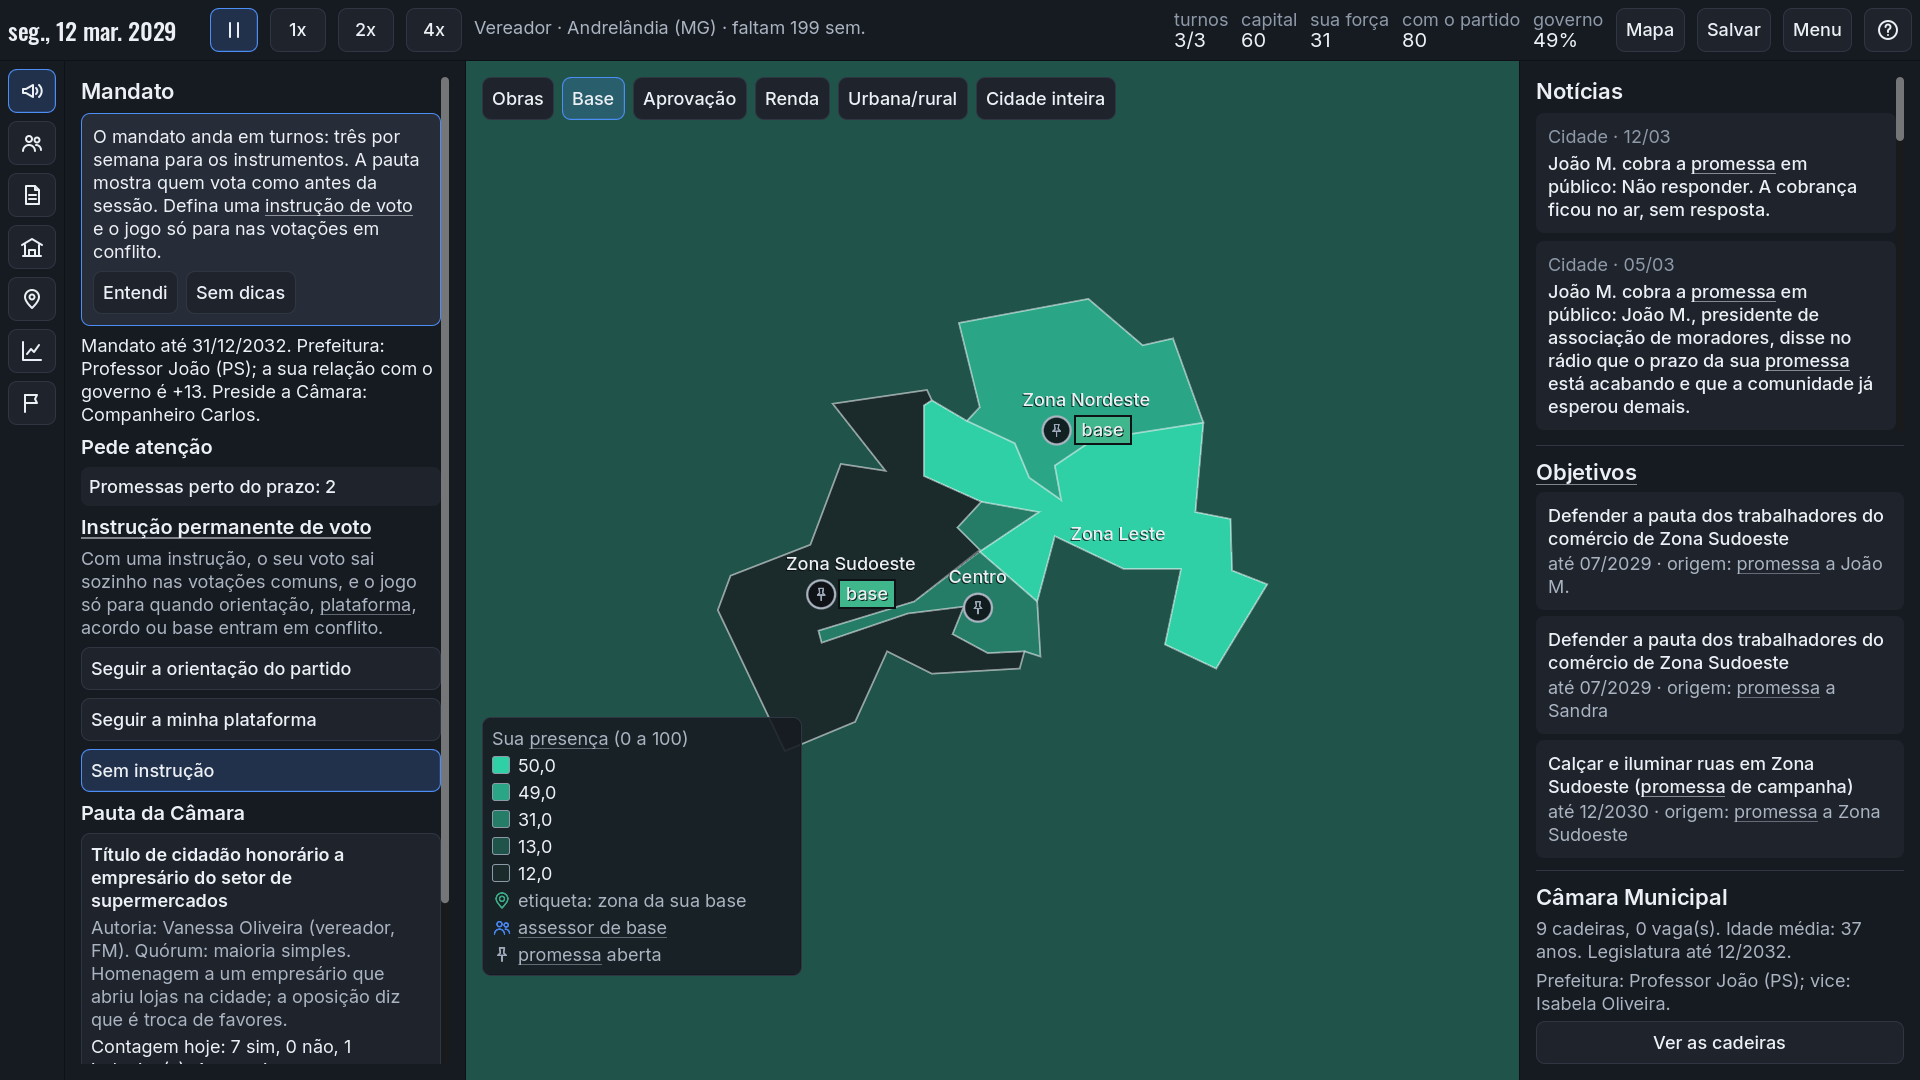 seg., 12 mar. 2029
1x
2x
4x
Vereador · Andrelândia (MG) · faltam 199 sem.
turnos
3/3
capital
60
sua força
31
com o partido
80
governo
49%
Mapa
Salvar
Menu
Mandato
O mandato anda em turnos: três por
semana para os instrumentos. A pauta
mostra quem vota como antes da
sessão. Defina uma instrução de voto
e o jogo só para nas votações em
conflito.
Entendi
Sem dicas
Mandato até 31/12/2032. Prefeitura:
Professor João (PS); a sua relação com o
governo é +13. Preside a Câmara:
Companheiro Carlos.
Pede atenção
Promessas perto do prazo: 2
Instrução permanente de voto
Com uma instrução, o seu voto sai
sozinho nas votações comuns, e o jogo
só para quando orientação, plataforma,
acordo ou base entram em conflito.
Seguir a orientação do partido
Seguir a minha plataforma
Sem instrução
Pauta da Câmara
Título de cidadão honorário a
empresário do setor de
supermercados
Autoria: Vanessa Oliveira (vereador,
FM). Quórum: maioria simples.
Homenagem a um empresário que
abriu lojas na cidade; a oposição diz
que é troca de favores.
Contagem hoje: 7 sim, 0 não, 1
Obras
Base
Aprovação
Renda
Urbana/rural
Cidade inteira
Zona Nordeste
base
Zona Leste
Zona Sudoeste
base
Centro
Sua presença (0 a 100)
50,0
49,0
31,0
13,0
12,0
etiqueta: zona da sua base
assessor de base
promessa aberta
Notícias
Cidade · 12/03
João M. cobra a promessa em
público: Não responder. A cobrança
ficou no ar, sem resposta.
Cidade · 05/03
João M. cobra a promessa em
público: João M., presidente de
associação de moradores, disse no
rádio que o prazo da sua promessa
está acabando e que a comunidade já
esperou demais.
Objetivos
Defender a pauta dos trabalhadores do
comércio de Zona Sudoeste
até 07/2029 · origem: promessa a João
M.
Defender a pauta dos trabalhadores do
comércio de Zona Sudoeste
até 07/2029 · origem: promessa a
Sandra
Calçar e iluminar ruas em Zona
Sudoeste (promessa de campanha)
até 12/2030 · origem: promessa a Zona
Sudoeste
Câmara Municipal
9 cadeiras, 0 vaga(s). Idade média: 37
anos. Legislatura até 12/2032.
Prefeitura: Professor João (PS); vice:
Isabela Oliveira.
Ver as cadeiras